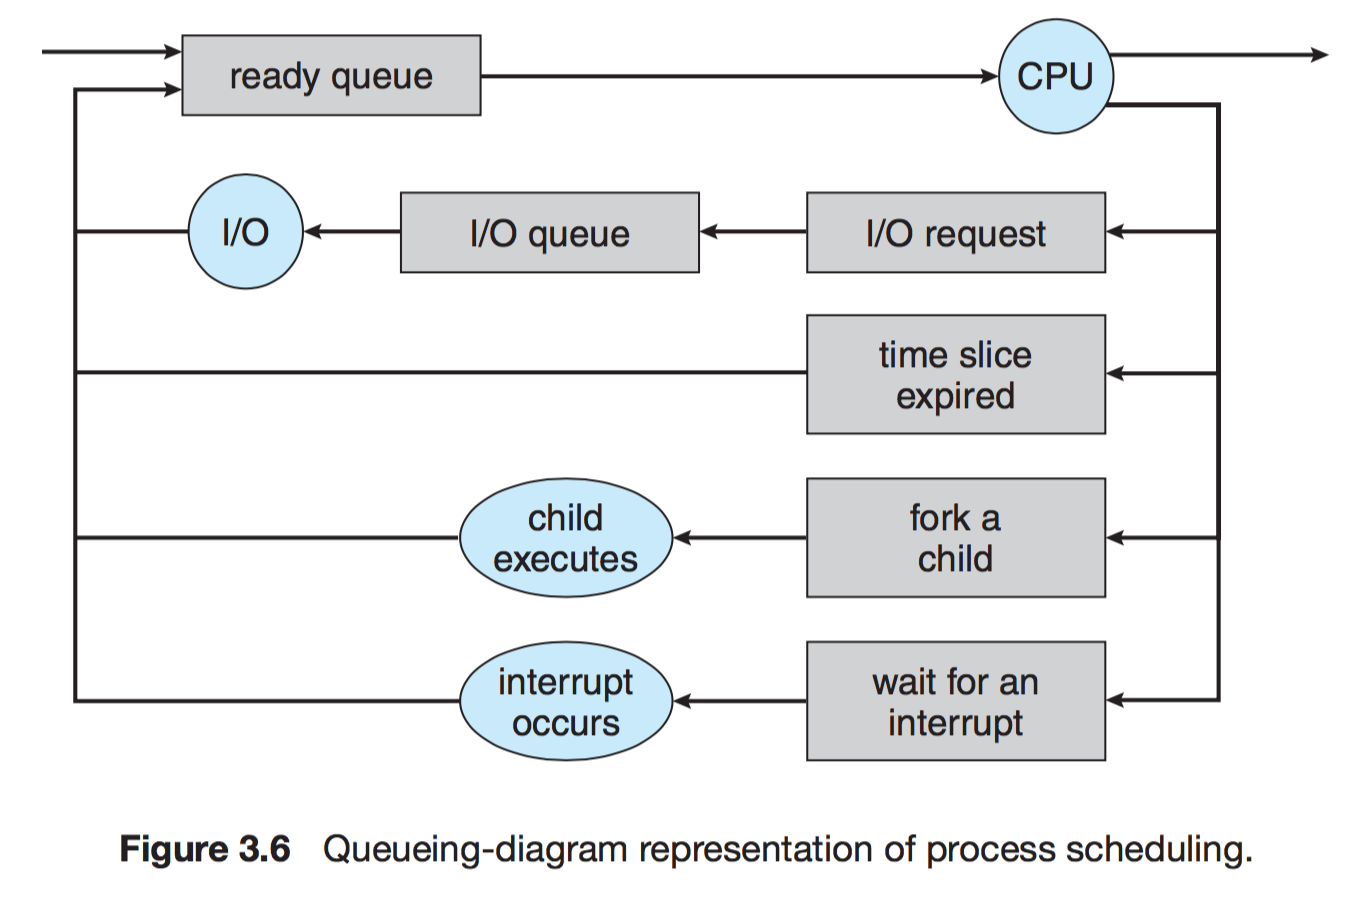 ready queue
CPU
I/O
I/O queue
I/O request
time slice
expired
child
executes
fork a
child
interrupt
occurs
wait for an
interrupt
Figure 3.6 Queueing-diagram representation of process scheduling.